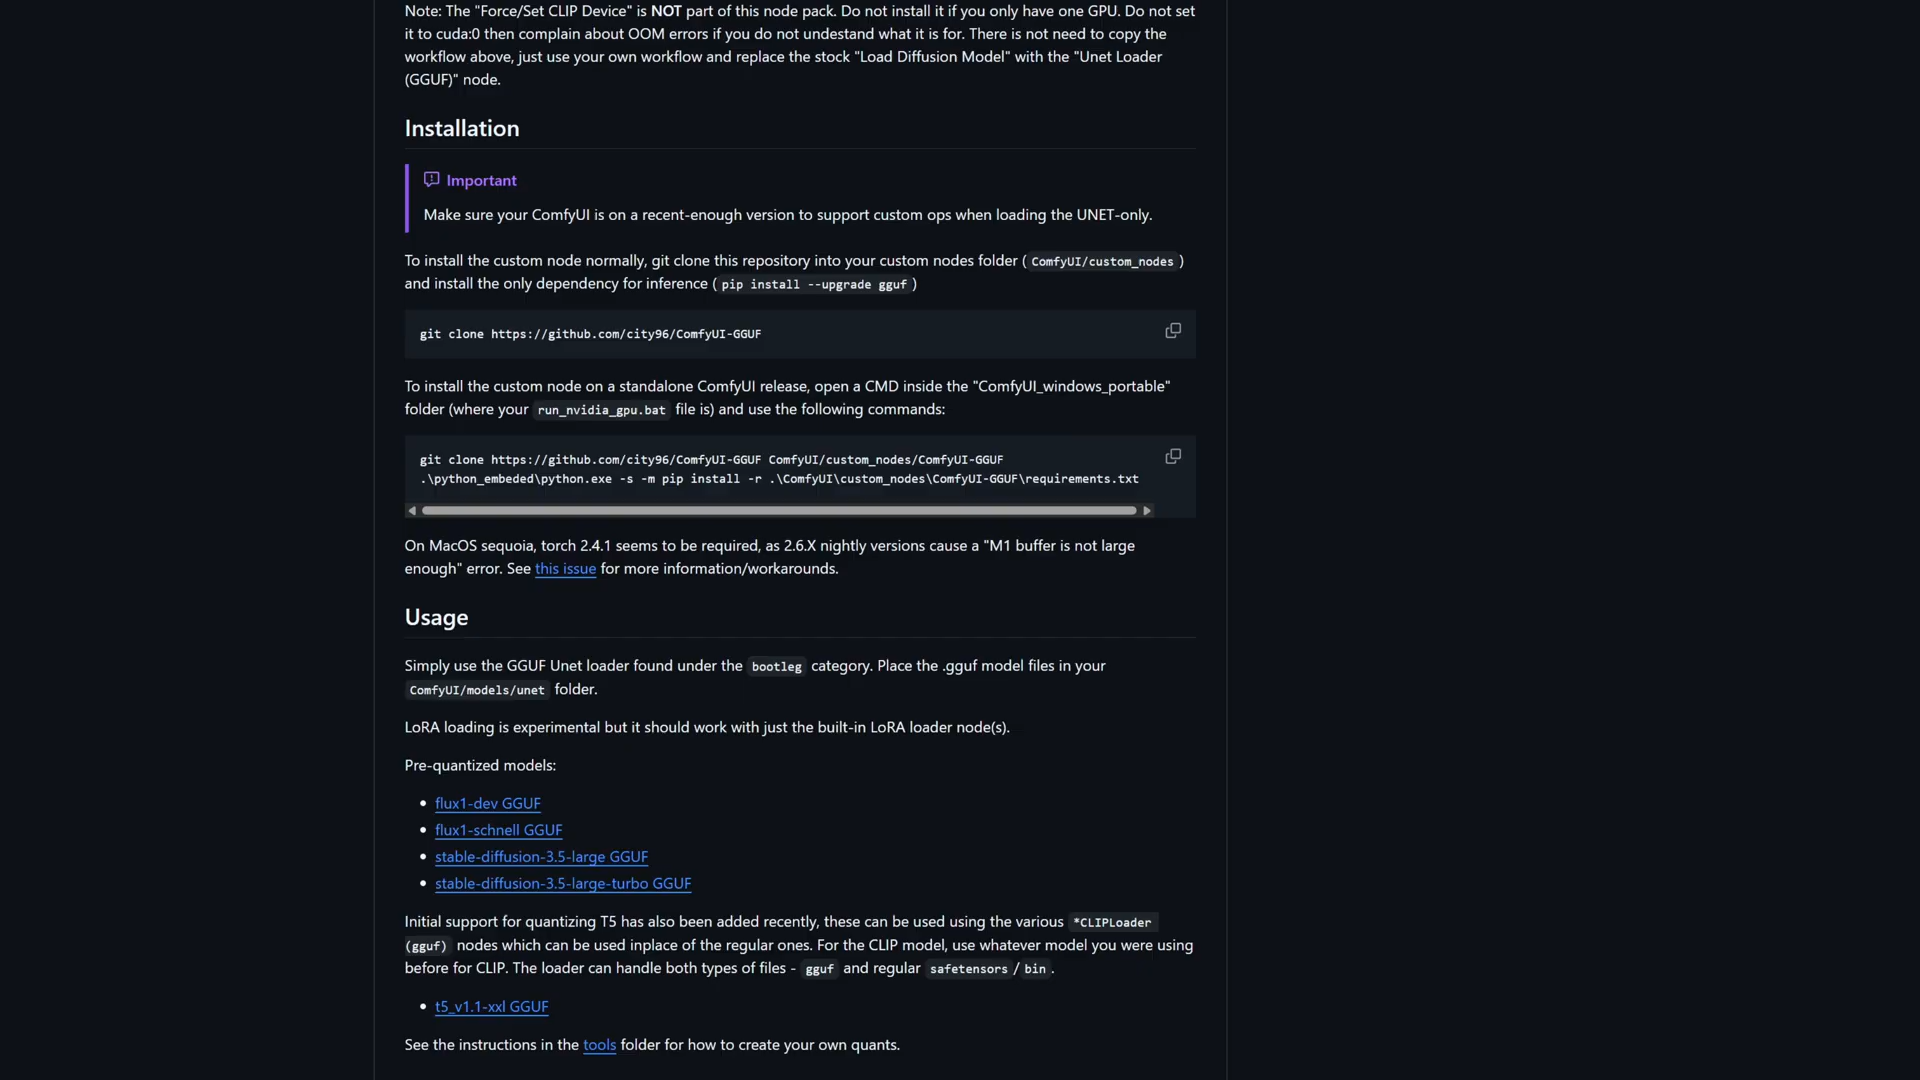 Note: The "Force/Set CLIP Device" is NOT part of this node pack. Do not install it if you only have one GPU. Do not set
it to cuda:0 then complain about OOM errors if you do not undestand what it is for. There is not need to copy the
workflow above, just use your own workflow and replace the stock "Load Diffusion Model" with the "Unet Loader
(GGUF)" node.
Installation
Important
Make sure your ComfyUI is on a recent-enough version to support custom ops when loading the UNET-only.
To install the custom node normally, git clone this repository into your custom nodes folder ( ComfyUI/custom_nodes )
and install the only dependency for inference ( pip install --upgrade gguf )
git clone https://github.com/city96/ComfyUI-GGUF
To install the custom node on a standalone ComfyUI release, open a CMD inside the "ComfyUI_windows_portable"
folder (where your run_nvidia_gpu.bat file is) and use the following commands:
git clone https://github.com/city96/ComfyUI-GGUF ComfyUI/custom_nodes/ComfyUI-GGUF
.\python_embeded\python.exe -s -m pip install -r .\ComfyUI\custom_nodes\ComfyUI-GGUF\requirements.txt
On MacOS sequoia, torch 2.4.1 seems to be required, as 2.6.X nightly versions cause a "M1 buffer is not large
enough" error. See this issue for more information/workarounds.
Usage
Simply use the GGUF Unet loader found under the bootleg category. Place the .gguf model files in your
ComfyUI/models/unet folder.
LoRA loading is experimental but it should work with just the built-in LoRA loader node(s).
Pre-quantized models:
• flux1-dev GGUF
• flux1-schnell GGUF
• stable-diffusion-3.5-large GGUF
• stable-diffusion-3.5-large-turbo GGUF
Initial support for quantizing T5 has also been added recently, these can be used using the various *CLIPLoader
(gguf) nodes which can be used inplace of the regular ones. For the CLIP model, use whatever model you were using
before for CLIP. The loader can handle both types of files - gguf and regular safetensors / bin .
• t5_v1.1-xxl GGUF
See the instructions in the tools folder for how to create your own quants.